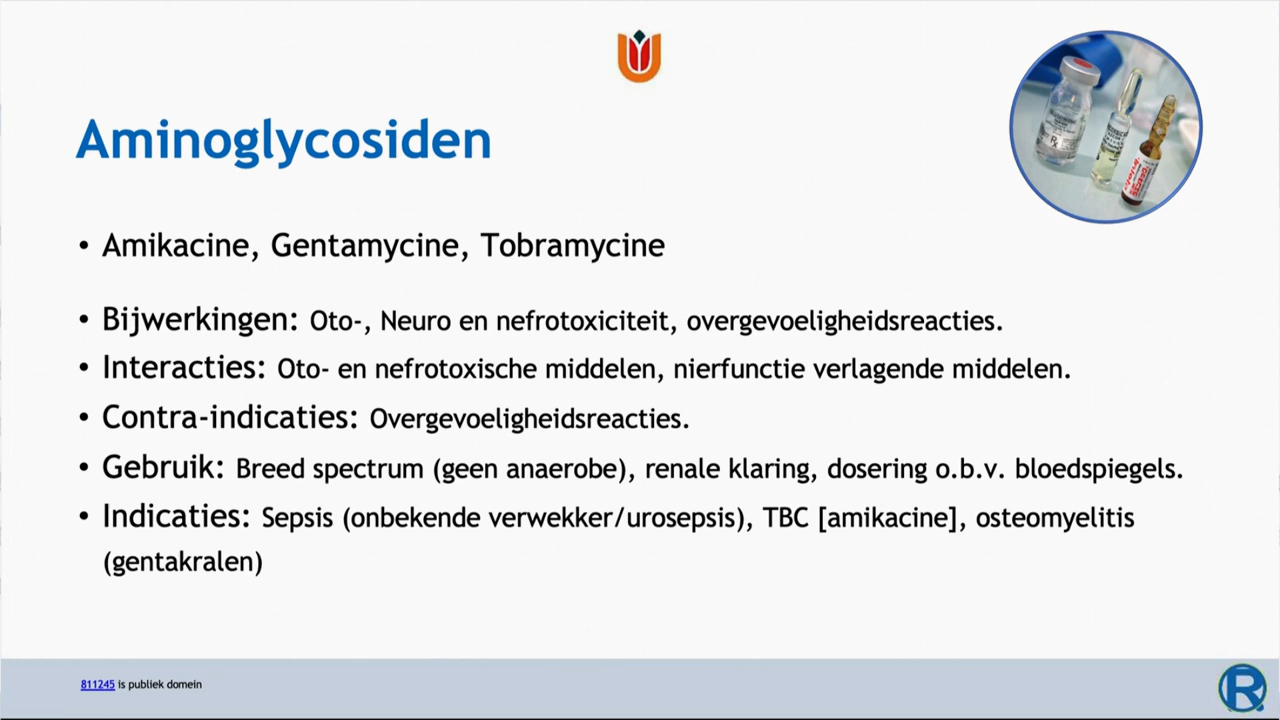 Aminoglycosiden
• Amikacine, Gentamycine, Tobramycine
• Bijwerkingen: Oto-, Neuro en nefrotoxiciteit, overgevoeligheidsreacties.
• Interacties: Oto- en nefrotoxische middelen, nierfunctie verlagende middelen.
• Contra-indicaties: Overgevoeligheidsreacties.
• Gebruik: Breed spectrum (geen anaerobe), renale klaring, dosering o.b.v. bloedspiegels.
• Indicaties: Sepsis (onbekende verwekker/urosepsis), TBC [amikacine], osteomyelitis
(gentakralen)
811245 is publiek domein
R